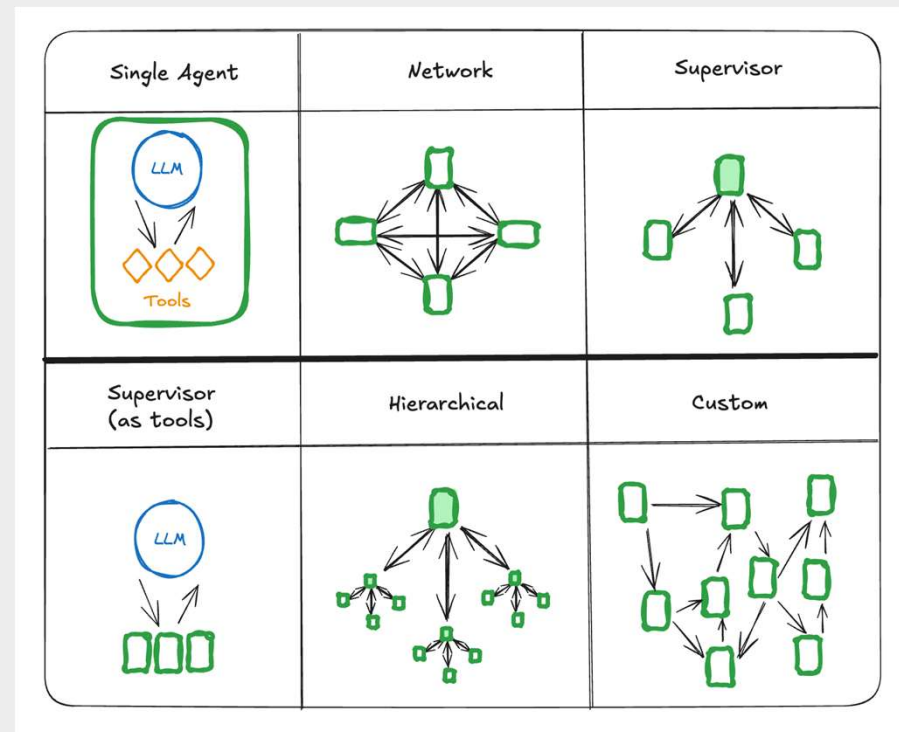 Single Agent
Network
Supervisor
LLM
Tools
Supervisor
(as tools)
Hierarchical
Custom
LLM